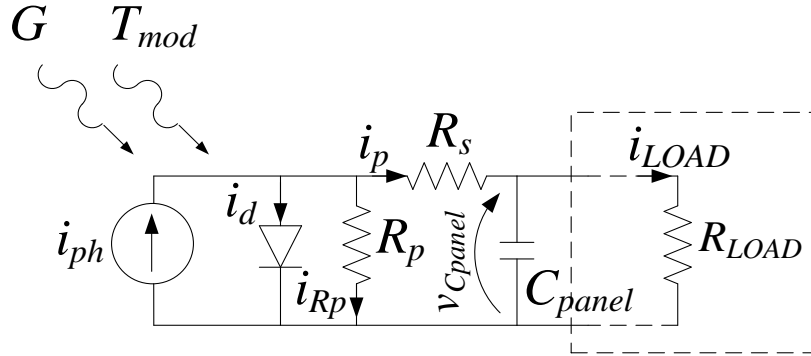 G T_mod
i_p R_s i_LOAD
i_ph i_d R_p v_Cpanel R_LOAD
i_Rp C_panel